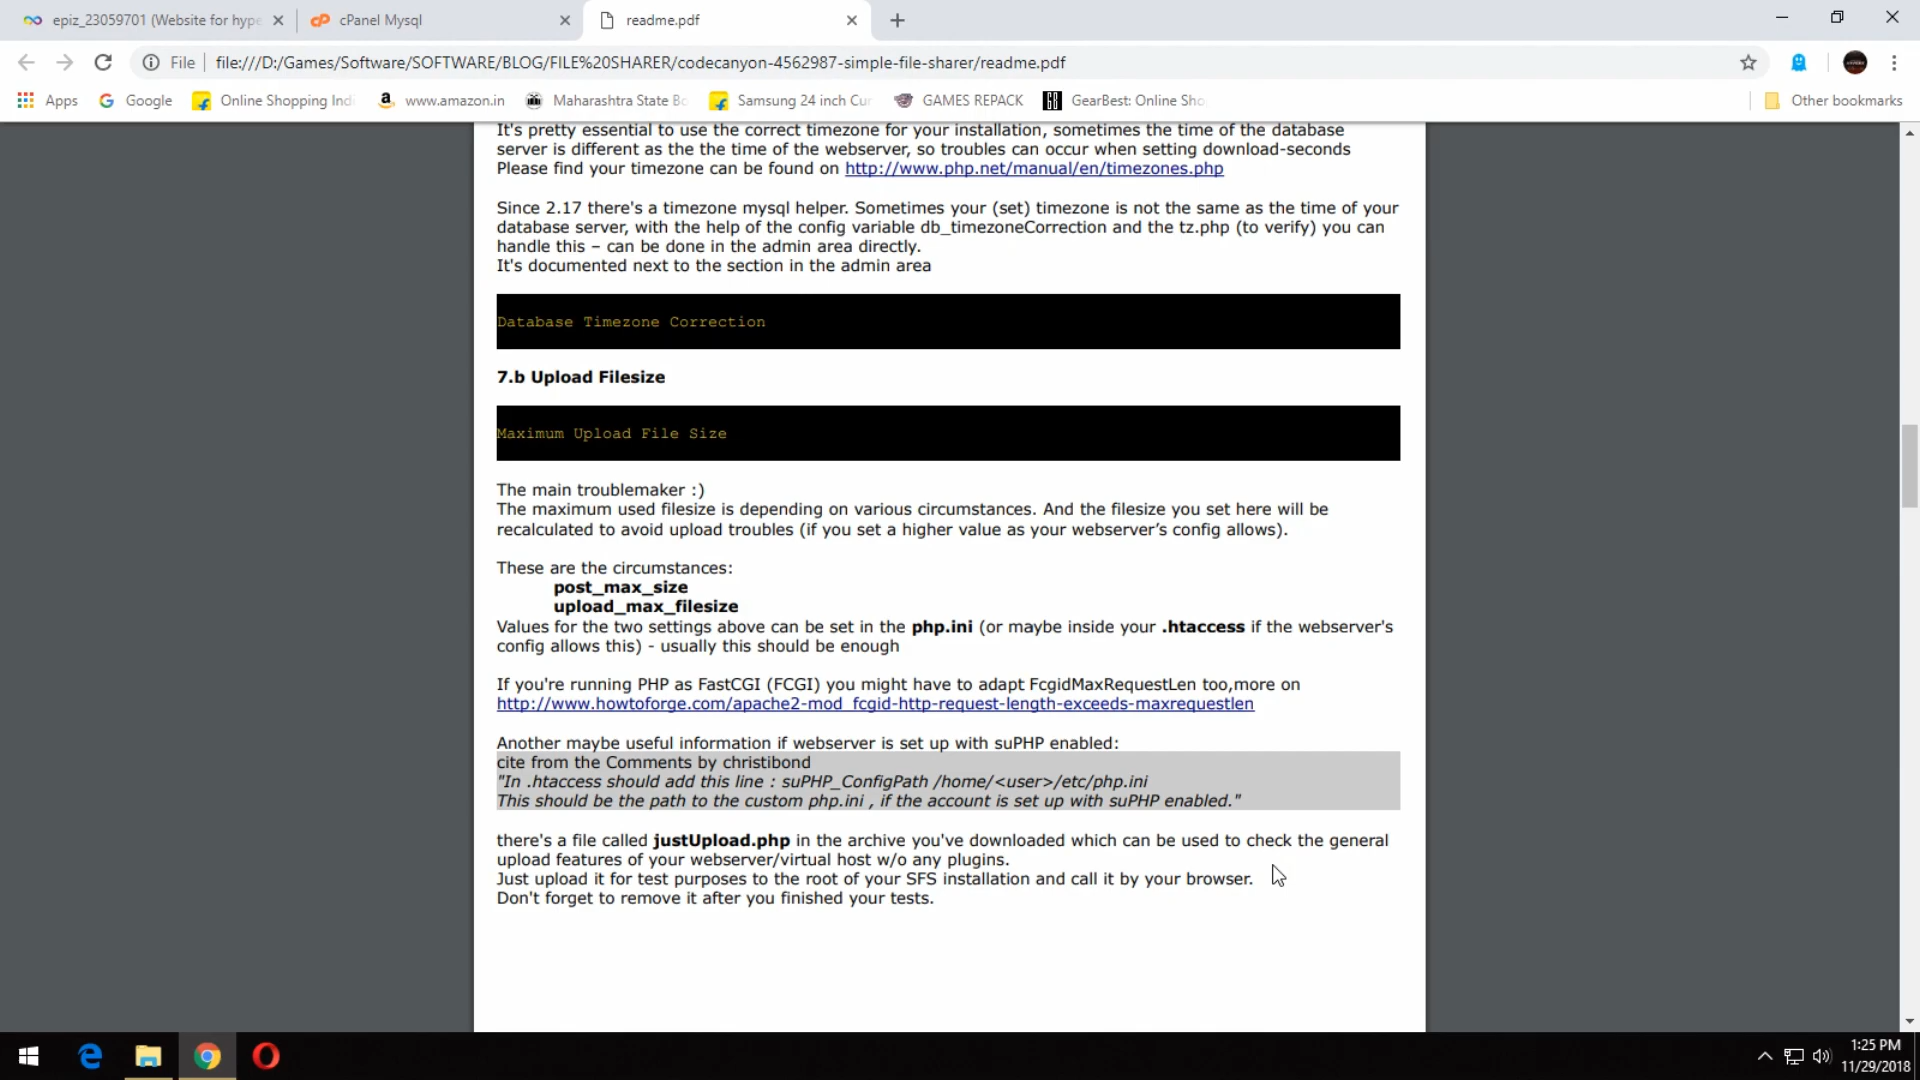 epiz_23059701 (Website for hype
cPanel Mysql
readme.pdf
File
file:///D:/Games/Software/SOFTWARE/BLOG/FILE%20SHARER/codecanyon-4562987-simple-file-sharer/readme.pdf
Apps
Google
Online Shopping Indi
www.amazon.in
Maharashtra State Bo
Samsung 24 inch Cur
GAMES REPACK
GearBest: Online Sho
Other bookmarks
It's pretty essential to use the correct timezone for your installation, sometimes the time of the database
server is different as the the time of the webserver, so troubles can occur when setting download-seconds
Please find your timezone can be found on http://www.php.net/manual/en/timezones.php
Since 2.17 there's a timezone mysql helper. Sometimes your (set) timezone is not the same as the time of your
database server, with the help of the config variable db_timezoneCorrection and the tz.php (to verify) you can
handle this – can be done in the admin area directly.
It's documented next to the section in the admin area
Database Timezone Correction
7.b Upload Filesize
Maximum Upload File Size
The main troublemaker :)
The maximum used filesize is depending on various circumstances. And the filesize you set here will be
recalculated to avoid upload troubles (if you set a higher value as your webserver’s config allows).
These are the circumstances:
post_max_size
upload_max_filesize
Values for the two settings above can be set in the php.ini (or maybe inside your .htaccess if the webserver's
config allows this) - usually this should be enough
If you're running PHP as FastCGI (FCGI) you might have to adapt FcgidMaxRequestLen too,more on
http://www.howtoforge.com/apache2-mod_fcgid-http-request-length-exceeds-maxrequestlen
Another maybe useful information if webserver is set up with suPHP enabled:
cite from the Comments by christibond
"In .htaccess should add this line : suPHP_ConfigPath /home/<user>/etc/php.ini
This should be the path to the custom php.ini , if the account is set up with suPHP enabled."
there's a file called justUpload.php in the archive you've downloaded which can be used to check the general
upload features of your webserver/virtual host w/o any plugins.
Just upload it for test purposes to the root of your SFS installation and call it by your browser.
Don't forget to remove it after you finished your tests.
1:25 PM
11/29/2018